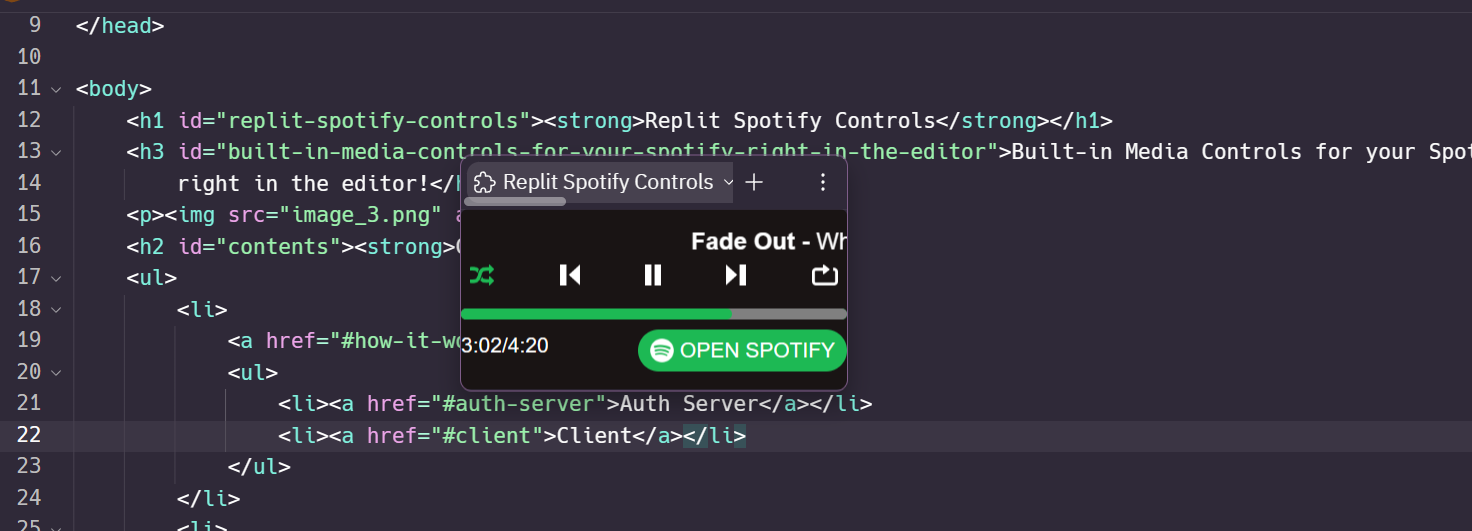 9 </head>
10
11 <body>
12 <h1 id="replit-spotify-controls"><strong>Replit Spotify Controls</strong></h1>
13 <h3 id="built-in-media-controls-for-your-spotify-right-in-the-editor">Built-in Media Controls for your Spot
14 right in the editor!</h
15 <p><img src="image_3.png" a
16 <h2 id="contents"><strong>
17 <ul>
18 <li>
19 <a href="#how-it-wo
20 <ul>
21 <li><a href="#auth-server">Auth Server</a></li>
22 <li><a href="#client">Client</a></li>
23 </ul>
24 </li>
25 <li>
Replit Spotify Controls
Fade Out - Wh
3:02/4:20
OPEN SPOTIFY